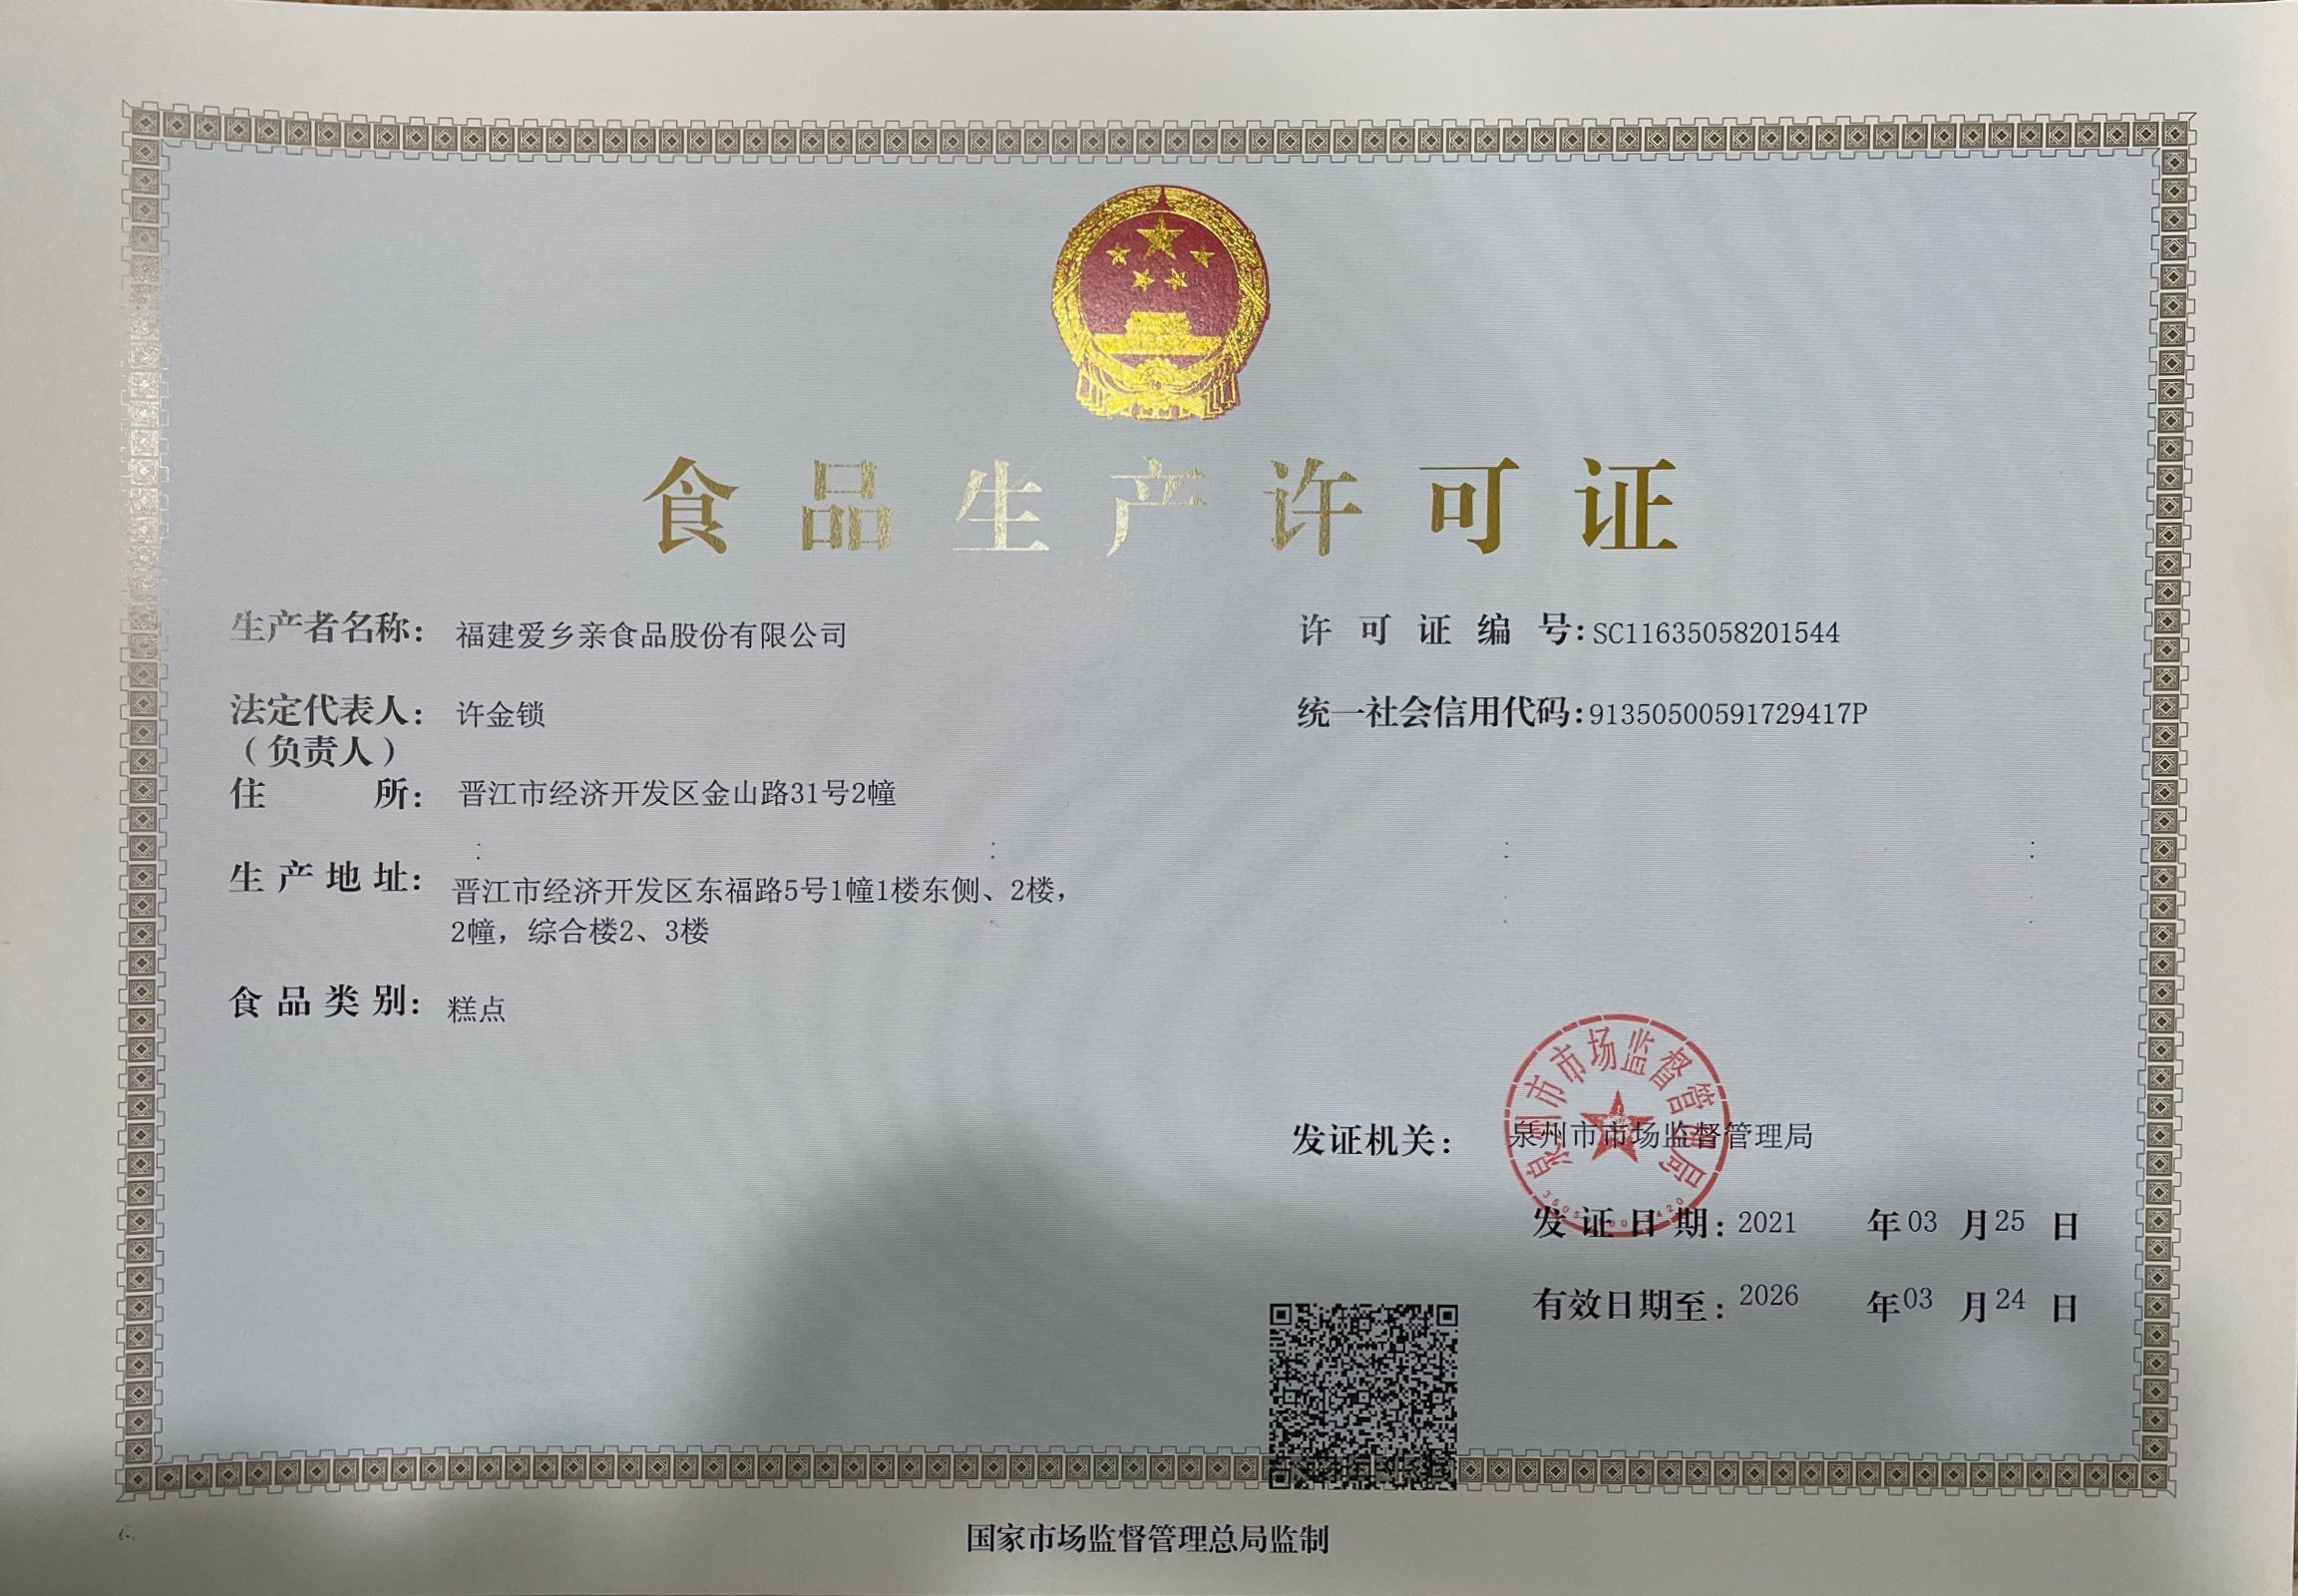 食品生产许可证
生产者名称：福建爱乡亲食品股份有限公司
许可证编号：SC11635058201544
法定代表人：许金锁
（负责人）
统一社会信用代码：91350500591729417P
住所：晋江市经济开发区金山路31号2幢
生产地址：晋江市经济开发区东福路5号1幢1楼东侧、2楼，
2幢，综合楼2、3楼
食品类别：糕点
泉州市市场监督管理局
发证机关：泉州市市场监督管理局
发证日期：2021年03月25日
有效日期至：2026年03月24日
国家市场监督管理总局监制